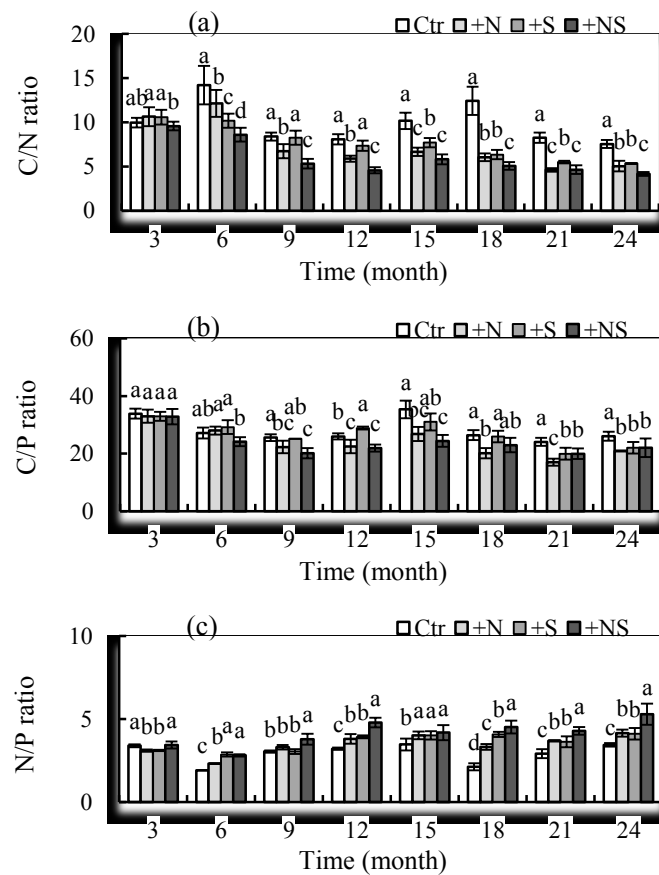 (a)
Ctr +N +S +NS
20
15
10
5
0
C/N ratio
ab a a b
a b c d
a b a c
a b a c
a c b c
a b b c
a c b c
a b b c
3 6 9 12 15 18 21 24
Time (month)
(b)
Ctr +N +S +NS
60
40
20
0
C/P ratio
a a a a
ab a a b
a bc ab c
b c a c
a bc ab c
a b a ab
a c b b
a b b b
3 6 9 12 15 18 21 24
Time (month)
(c)
Ctr +N +S +NS
10
5
0
N/P ratio
a b b a
c b a a
b b b a
c b b a
b a a a
d c b a
c b b a
c b b a
3 6 9 12 15 18 21 24
Time (month)